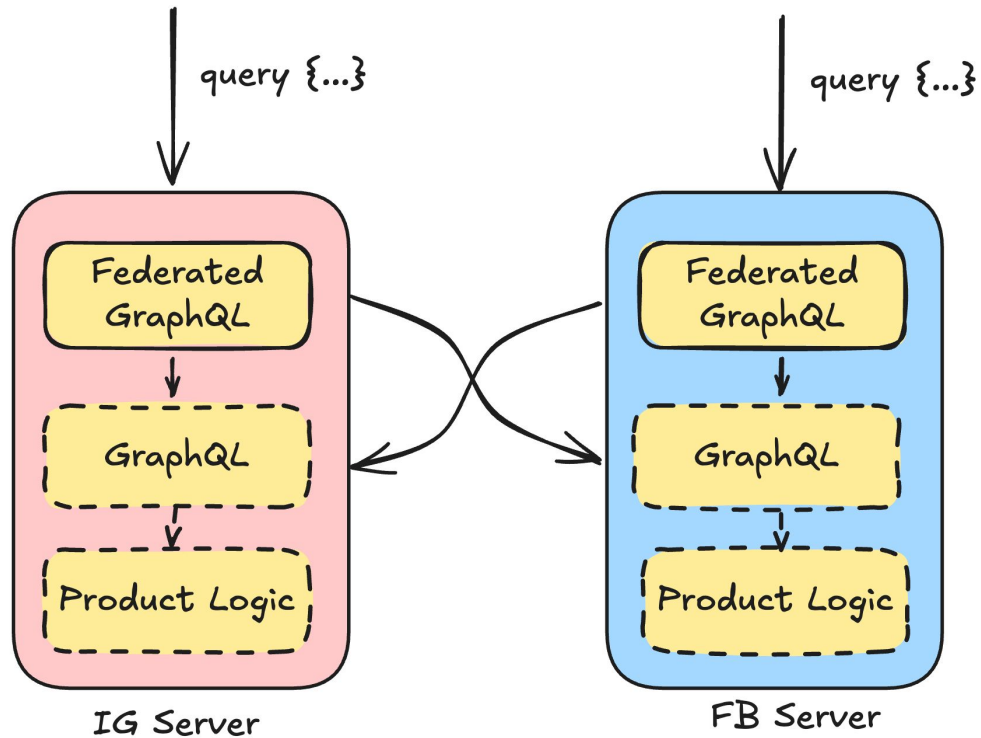 query {...}
query {...}
Federated
GraphQL
GraphQL
Product Logic
IG Server
Federated
GraphQL
GraphQL
Product Logic
FB Server